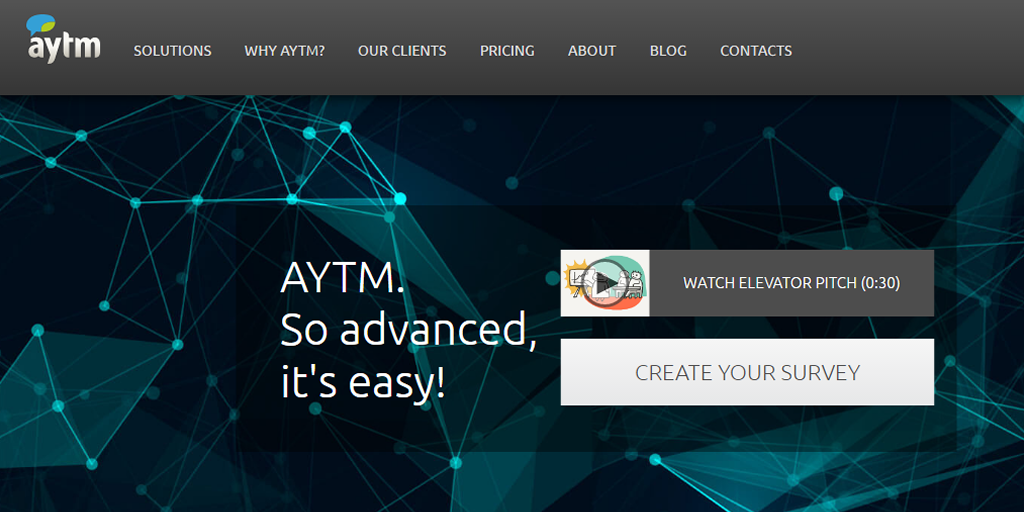 aytm
SOLUTIONS
WHY AYTM?
OUR CLIENTS
PRICING
ABOUT
BLOG
CONTACTS
AYTM.
So advanced,
it's easy!
WATCH ELEVATOR PITCH (0:30)
CREATE YOUR SURVEY